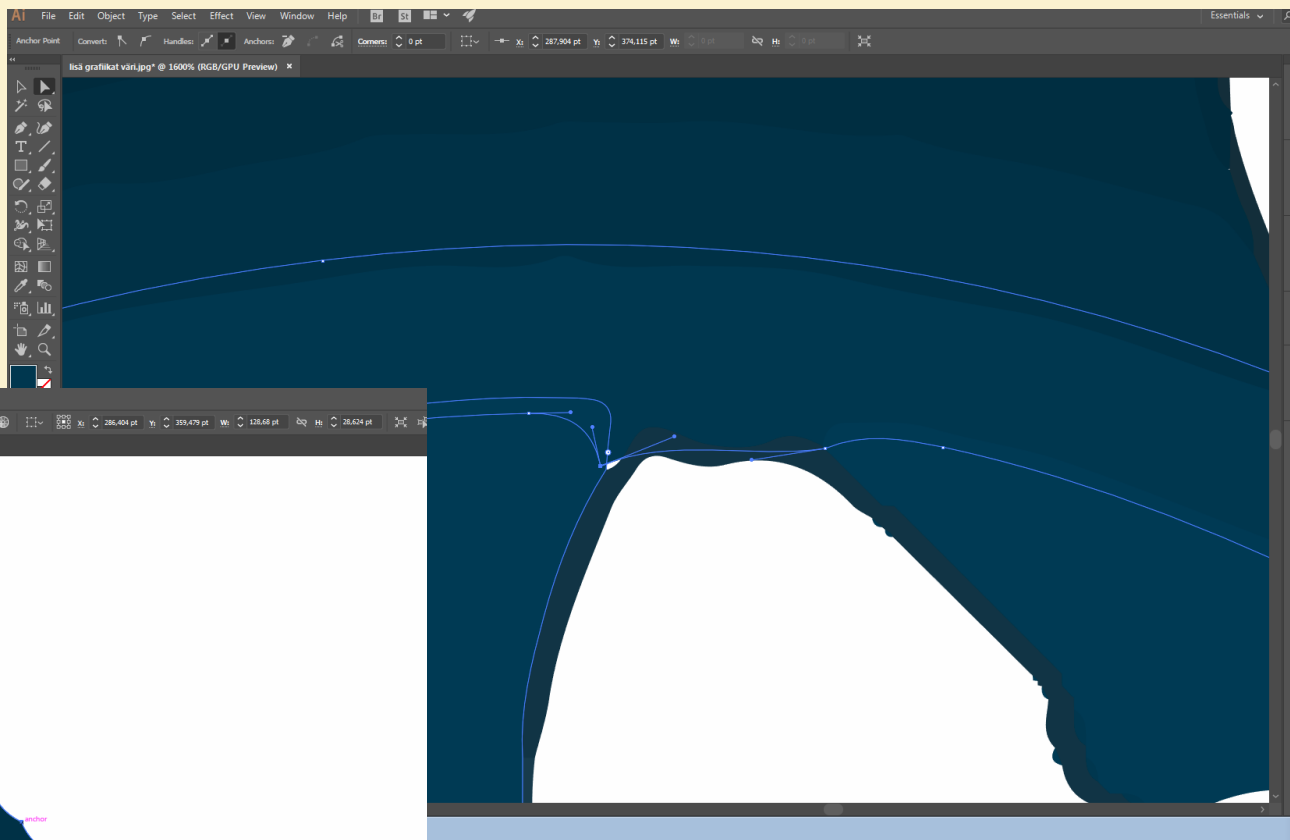 Ai File Edit Object Type Select Effect View Window Help Br St Essentials
Anchor Point Convert: Handles: Anchors: Corners: 0 pt X: 287,904 pt Y: 374,115 pt W: 0 pt H: 0 pt
lisä grafiikat väri.jpg* @ 1600% (RGB/GPU Preview) ×
X: 286,404 pt Y: 359,479 pt W: 128,68 pt H: 28,624 pt
anchor